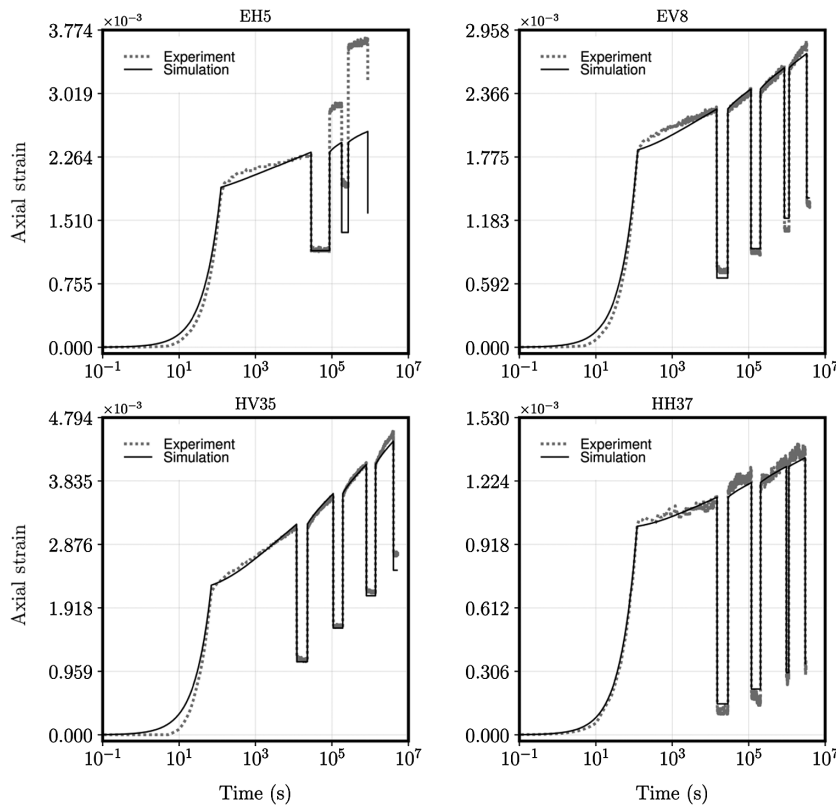 EH5
×10⁻³
3.774
3.019
2.264
1.510
0.755
0.000
Axial strain
Experiment
Simulation
10⁻¹ 10¹ 10³ 10⁵ 10⁷
EV8
×10⁻³
2.958
2.366
1.775
1.183
0.592
0.000
Experiment
Simulation
10⁻¹ 10¹ 10³ 10⁵ 10⁷
HV35
×10⁻³
4.794
3.835
2.876
1.918
0.959
0.000
Axial strain
Experiment
Simulation
10⁻¹ 10¹ 10³ 10⁵ 10⁷
Time (s)
HH37
×10⁻³
1.530
1.224
0.918
0.612
0.306
0.000
Experiment
Simulation
10⁻¹ 10¹ 10³ 10⁵ 10⁷
Time (s)